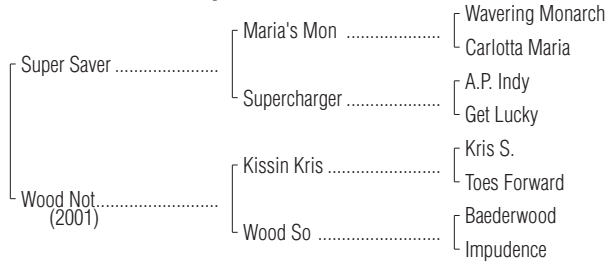 Wavering Monarch
Maria's Mon ....................
Carlotta Maria
Super Saver ....................
A.P. Indy
Supercharger ....................
Get Lucky
Kris S.
Kissin Kris ........................
Toes Forward
Wood Not........................
(2001)
Baederwood
Wood So ........................
Impudence